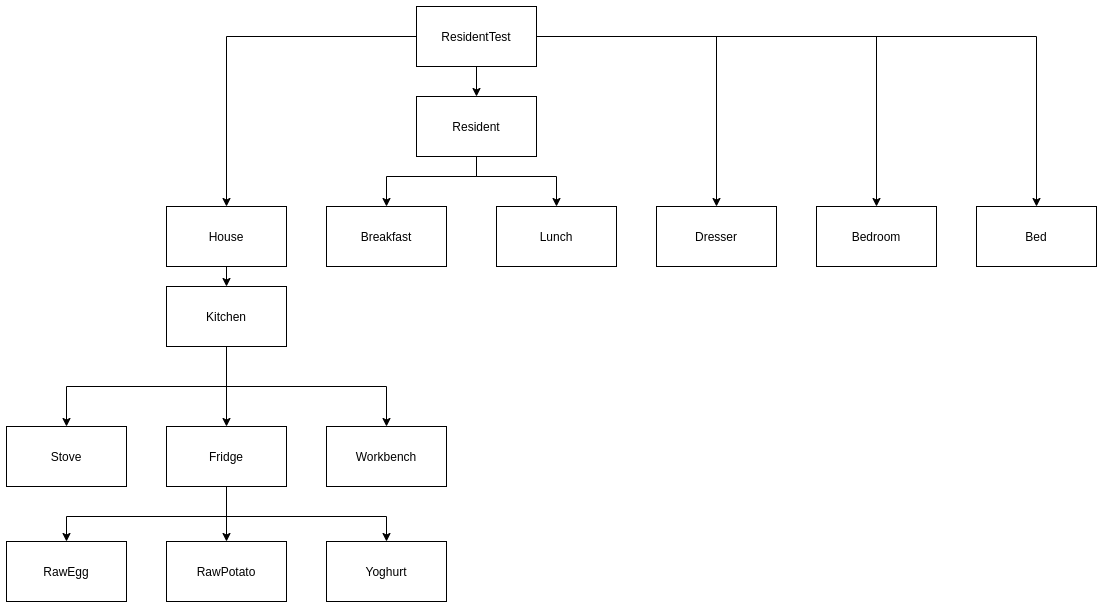 ResidentTest
Resident
House
Breakfast
Lunch
Dresser
Bedroom
Bed
Kitchen
Stove
Fridge
Workbench
RawEgg
RawPotato
Yoghurt